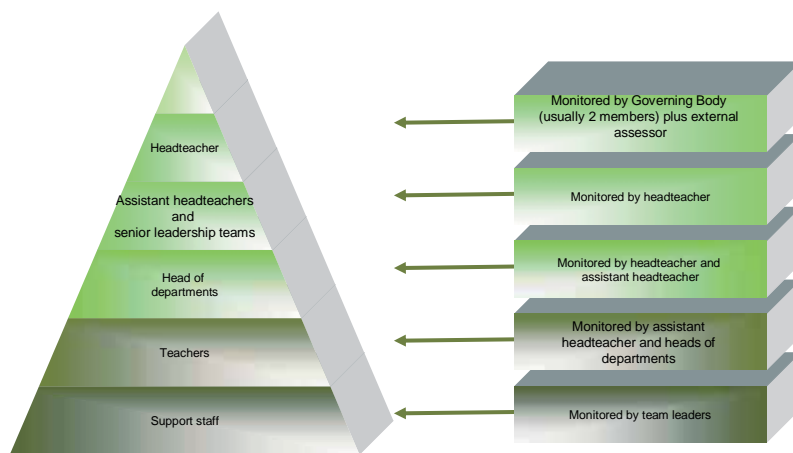 Headteacher
Assistant headteachers
and
senior leadership teams
Head of
departments
Teachers
Support staff
Monitored by Governing Body
(usually 2 members) plus external
assessor
Monitored by headteacher
Monitored by headteacher and
assistant headteacher
Monitored by assistant
headteacher and heads of
departments
Monitored by team leaders